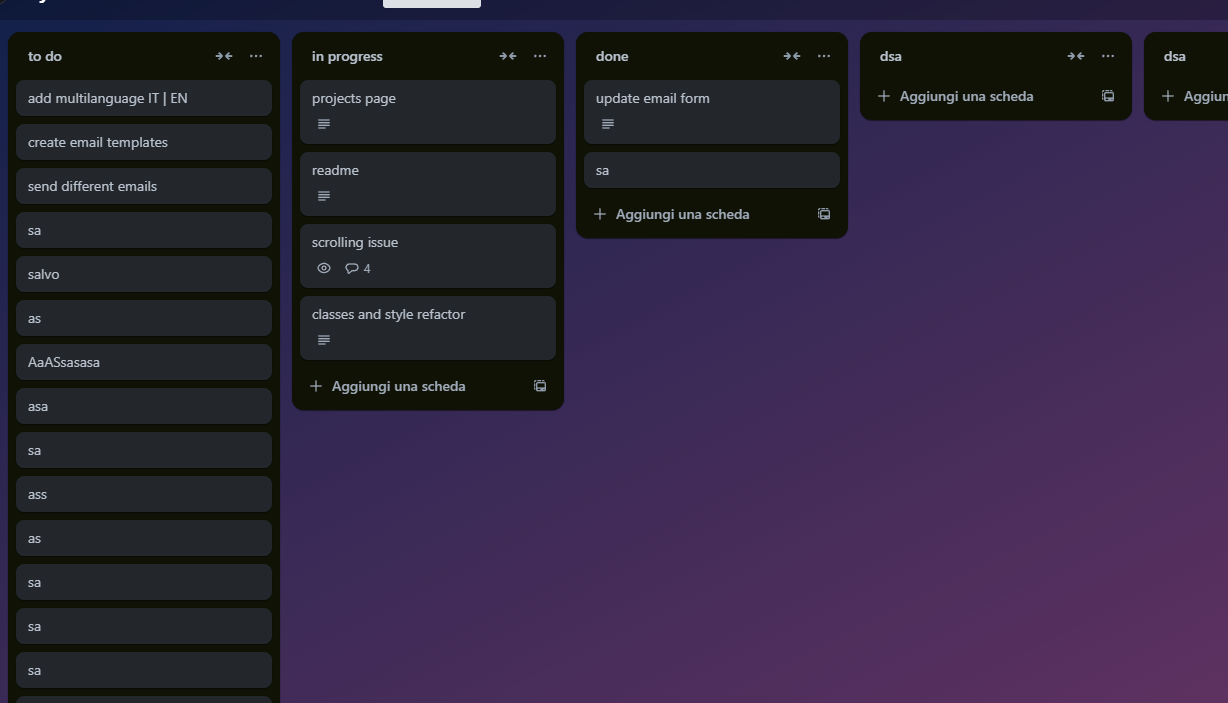 to do
add multilanguage IT | EN
create email templates
send different emails
sa
salvo
as
AaASsasasa
asa
sa
ass
as
sa
sa
sa
in progress
projects page
readme
scrolling issue
4
classes and style refactor
Aggiungi una scheda
done
update email form
sa
Aggiungi una scheda
dsa
Aggiungi una scheda
dsa
Aggiun